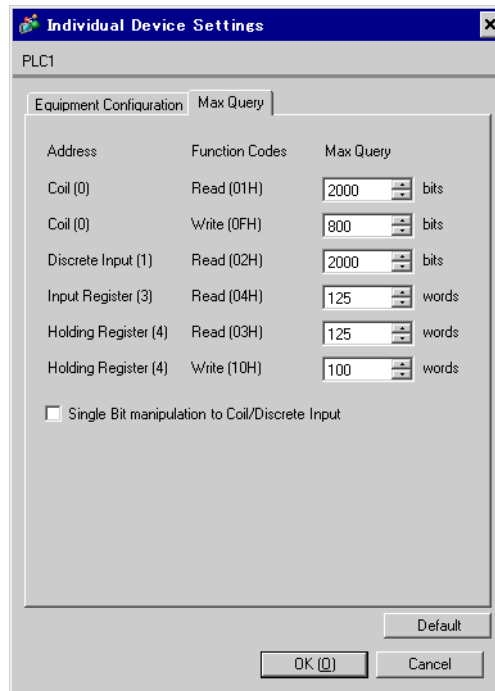 Individual Device Settings
PLC1
Equipment Configuration Max Query
Address Function Codes Max Query
Coil (0) Read (01H) 2000 bits
Coil (0) Write (0FH) 800 bits
Discrete Input (1) Read (02H) 2000 bits
Input Register (3) Read (04H) 125 words
Holding Register (4) Read (03H) 125 words
Holding Register (4) Write (10H) 100 words
Single Bit manipulation to Coil/Discrete Input
Default
OK (O) Cancel